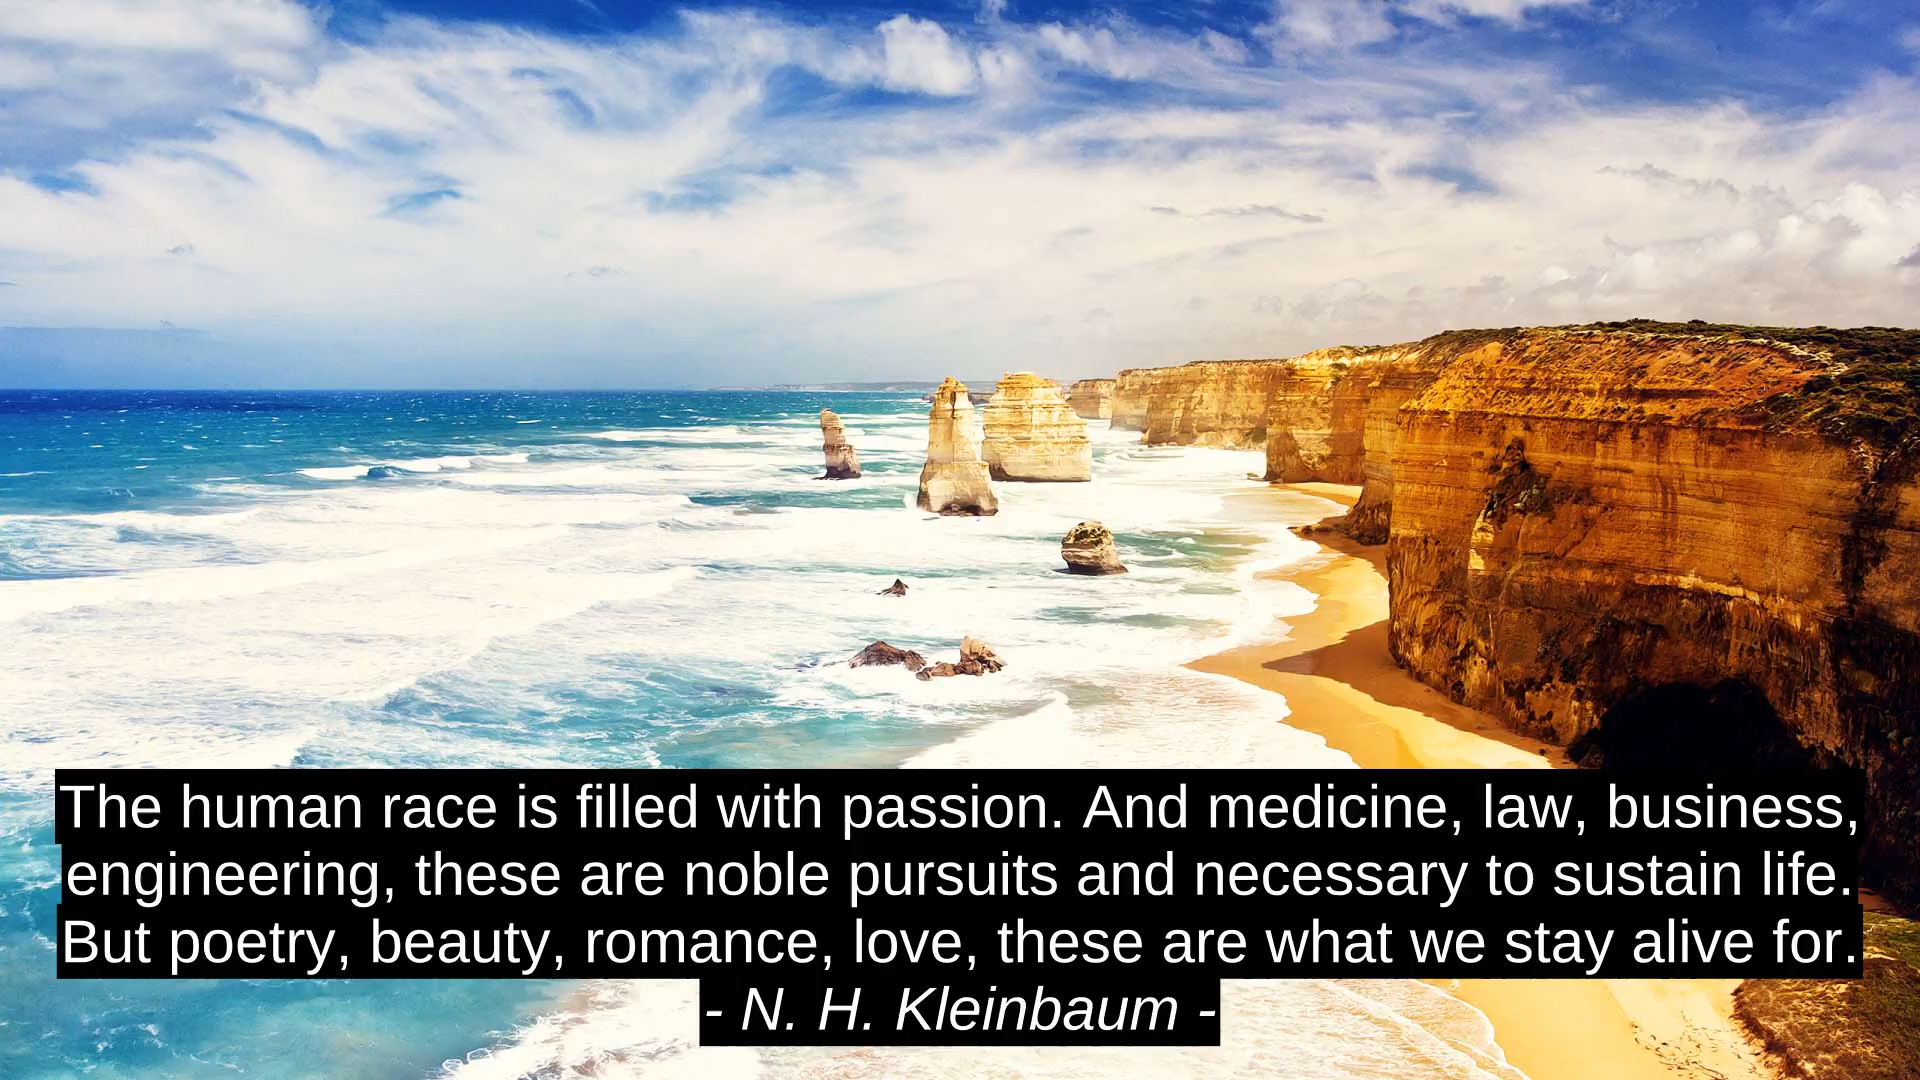 The human race is filled with passion. And medicine, law, business,
engineering, these are noble pursuits and necessary to sustain life.
But poetry, beauty, romance, love, these are what we stay alive for.
- N. H. Kleinbaum -